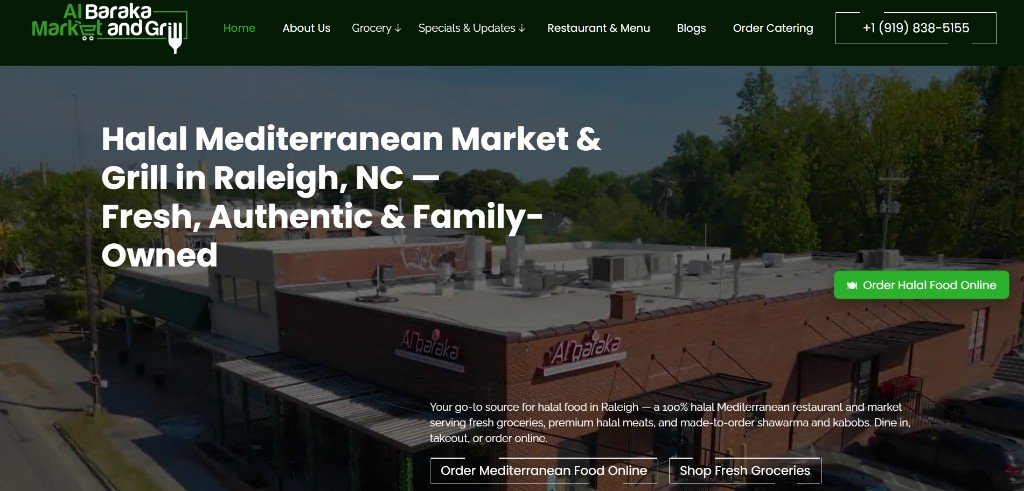 Al Baraka
Market and Grill
Home
About Us
Grocery ↓
Specials & Updates ↓
Restaurant & Menu
Blogs
Order Catering
+1 (919) 838-5155
Halal Mediterranean Market &
Grill in Raleigh, NC —
Fresh, Authentic & Family-
Owned
Order Halal Food Online
Al Baraka
Al Baraka
Your go-to source for halal food in Raleigh — a 100% halal Mediterranean restaurant and market
serving fresh groceries, premium halal meats, and made-to-order shawarma and kabobs. Dine in,
takeout, or order online.
Order Mediterranean Food Online
Shop Fresh Groceries